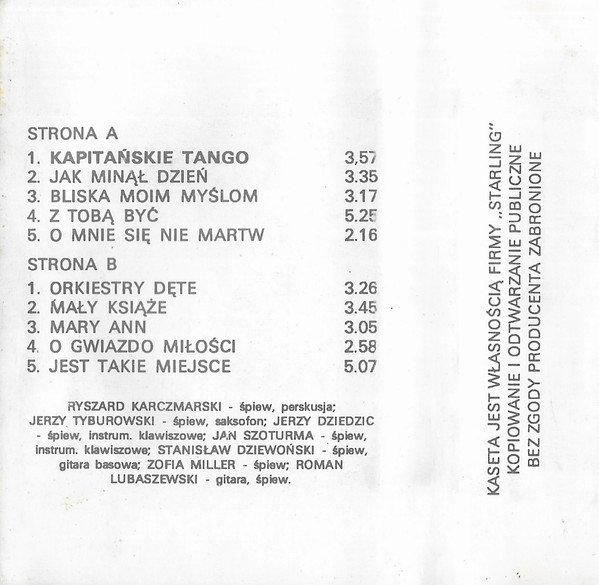 STRONA A
1. KAPITAŃSKIE TANGO 3,57
2. JAK MINĄŁ DZIEŃ 3.35
3. BLISKA MOIM MYŚLOM 3.17
4. Z TOBĄ BYĆ 5.25
5. O MNIE SIĘ NIE MARTW 2.16
STRONA B
1. ORKIESTRY DĘTE 3.26
2. MAŁY KSIĄŻE 3.45
3. MARY ANN 3.05
4. O GWIAZDO MIŁOŚCI 2.58
5. JEST TAKIE MIEJSCE 5.07
RYSZARD KARCZMARSKI - śpiew, perskusja;
JERZY TYBUROWSKI - śpiew, saksofon; JERZY DZIEDZIC
- śpiew, instrum. klawiszowe; JAN SZOTURMA - śpiew,
instrum. klawiszowe; STANISŁAW DZIEWOŃSKI - śpiew,
gitara basowa; ZOFIA MILLER - śpiew; ROMAN
LUBASZEWSKI - gitara, śpiew.
KASETA JEST WŁASNOŚCIĄ FIRMY „STARLING"
KOPIOWANIE I ODTWARZANIE PUBLICZNE
BEZ ZGODY PRODUCENTA ZABRONIONE